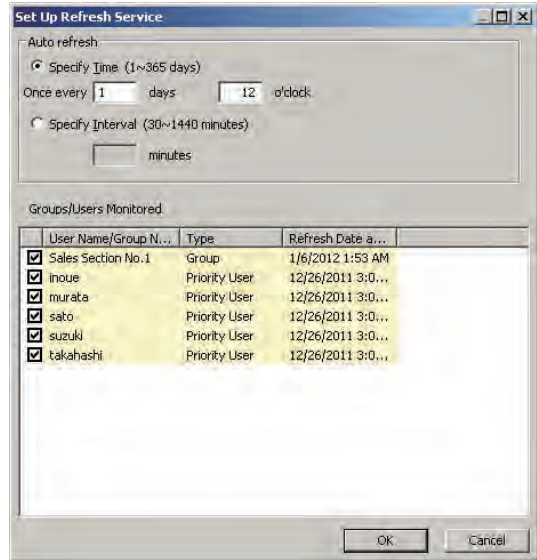 Set Up Refresh Service
Auto refresh
Specify Time (1~365 days)
Once every 1 days 12 o'clock
Specify Interval (30~1440 minutes)
minutes
Groups/Users Monitored
User Name/Group N... Type Refresh Date a...
Sales Section No.1 Group 1/6/2012 1:53 AM
inoue Priority User 12/26/2011 3:0...
murata Priority User 12/26/2011 3:0...
sato Priority User 12/26/2011 3:0...
suzuki Priority User 12/26/2011 3:0...
takahashi Priority User 12/26/2011 3:0...
OK Cancel